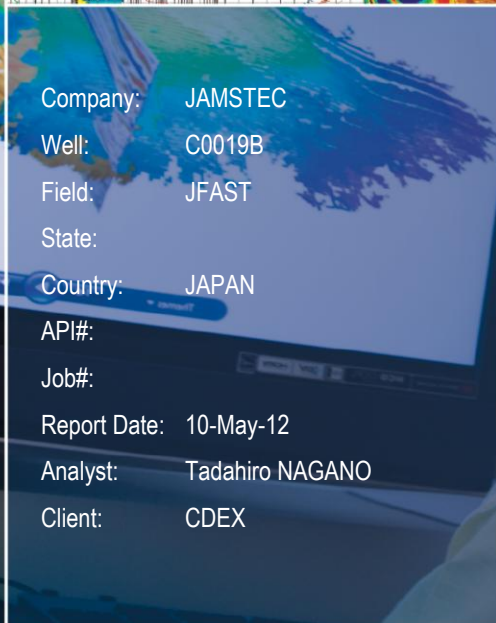 Company: JAMSTEC
Well: C0019B
Field: JFAST
State:
Country: JAPAN
API#:
Job#:
Report Date: 10-May-12
Analyst: Tadahiro NAGANO
Client: CDEX